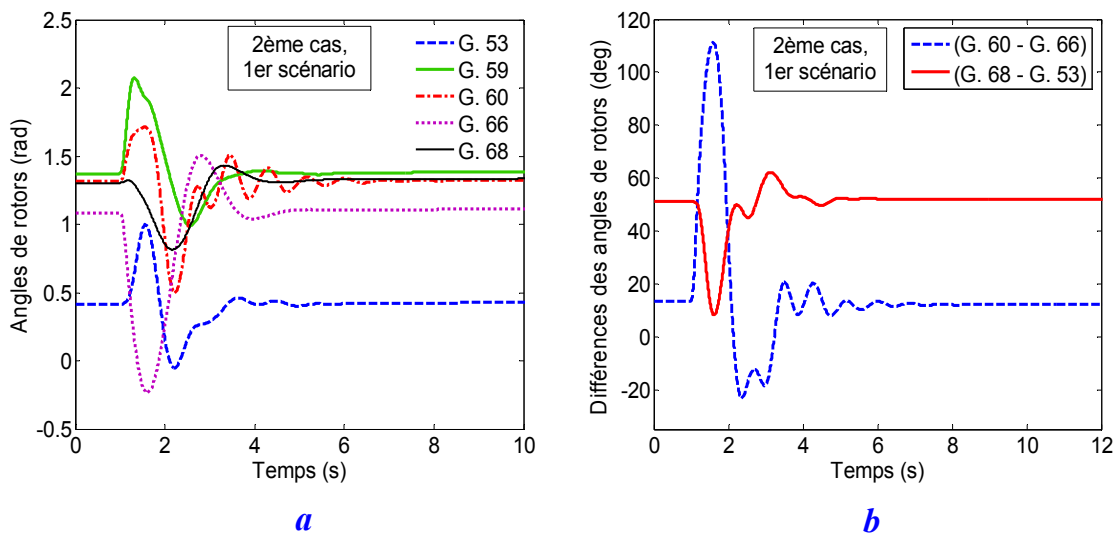 2.5
2
1.5
1
0.5
0
-0.5
Angles de rotors (rad)
2ème cas,
1er scénario
G. 53
G. 59
G. 60
G. 66
G. 68
0
2
4
6
8
10
Temps (s)
a
120
100
80
60
40
20
0
-20
Différences des angles de rotors (deg)
2ème cas,
1er scénario
(G. 60 - G. 66)
(G. 68 - G. 53)
0
2
4
6
8
10
12
Temps (s)
b